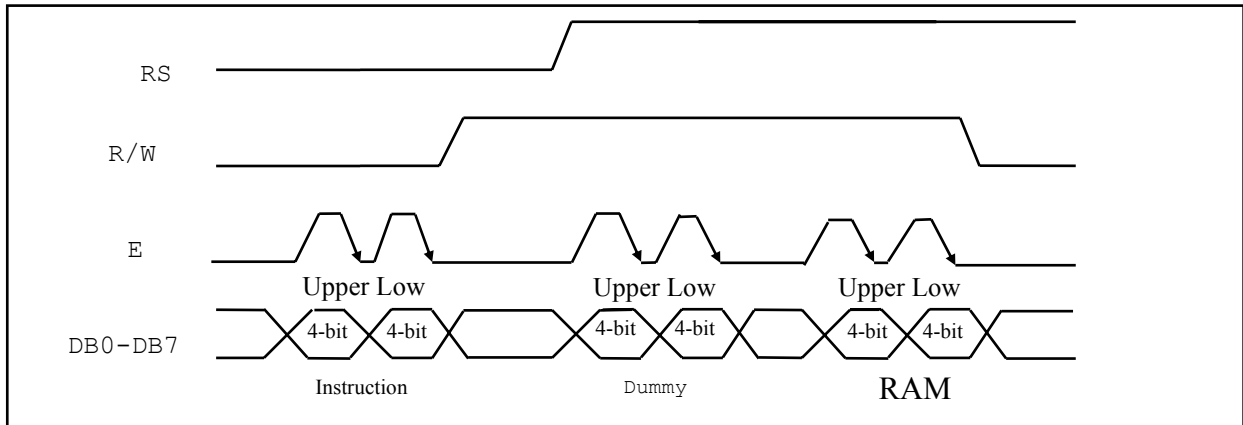 RS
R/W
E
Upper Low Upper Low Upper Low
DB0-DB7 4-bit 4-bit 4-bit 4-bit 4-bit 4-bit
Instruction Dummy RAM